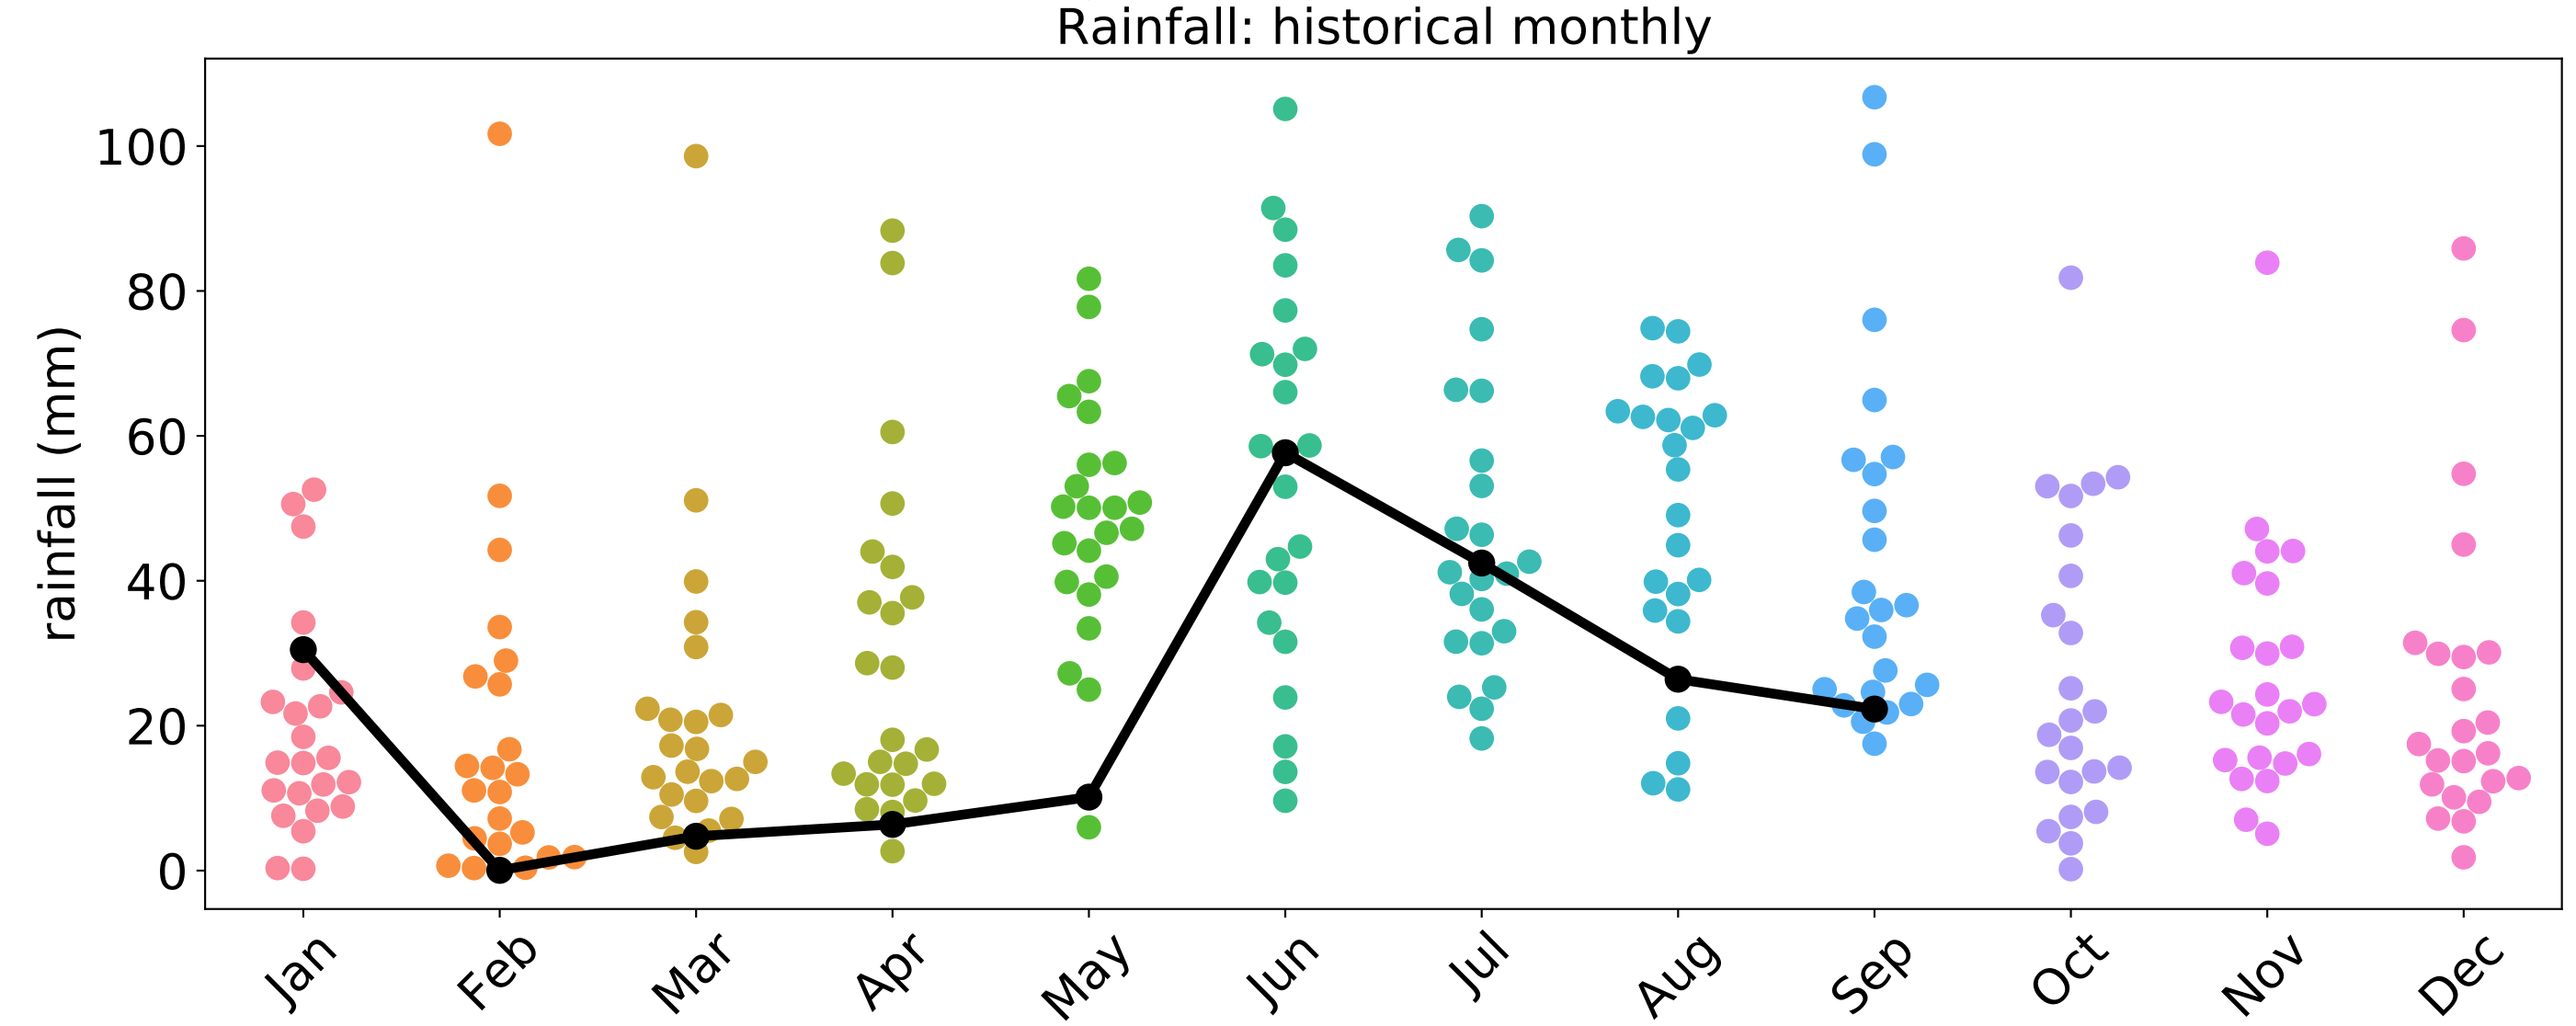 Rainfall: historical monthly
rainfall (mm)
100
80
60
40
20
0
Jan
Feb
Mar
Apr
May
Jun
Jul
Aug
Sep
Oct
Nov
Dec